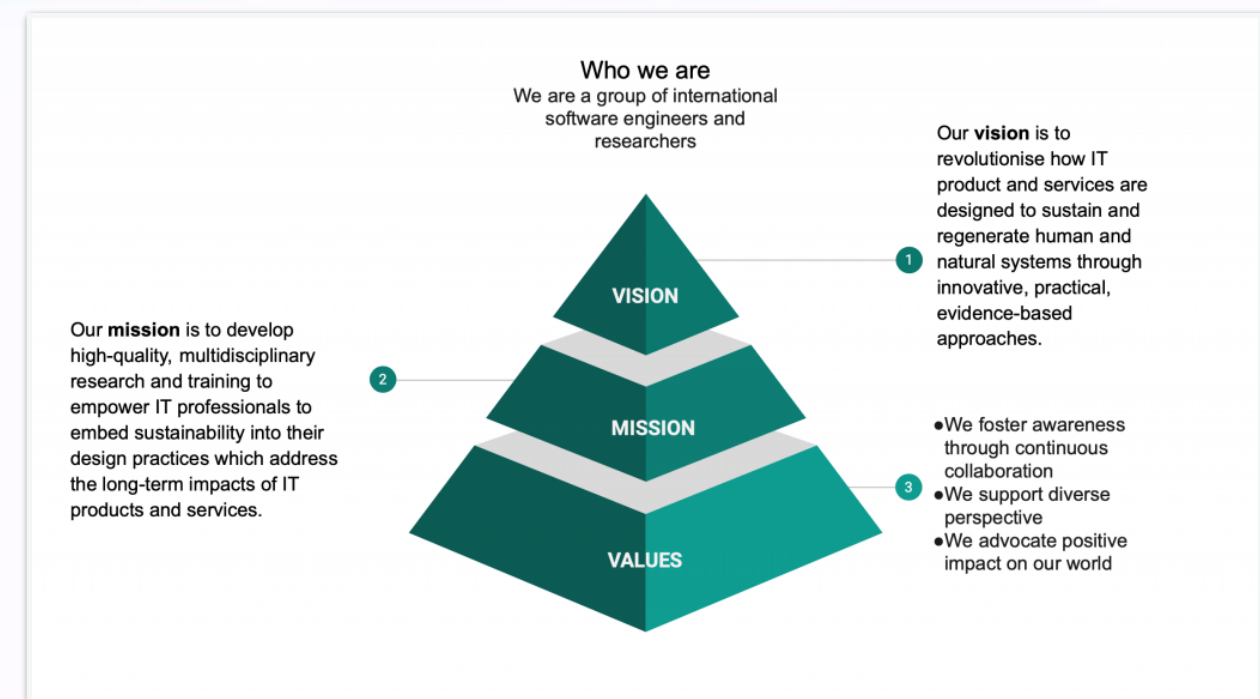 Who we are
We are a group of international
software engineers and
researchers
Our vision is to
revolutionise how IT
product and services are
designed to sustain and
regenerate human and
natural systems through
innovative, practical,
evidence-based
approaches.
1
VISION
Our mission is to develop
high-quality, multidisciplinary
research and training to
empower IT professionals to
embed sustainability into their
design practices which address
the long-term impacts of IT
products and services.
2
MISSION
3
●We foster awareness
through continuous
collaboration
●We support diverse
perspective
●We advocate positive
impact on our world
VALUES